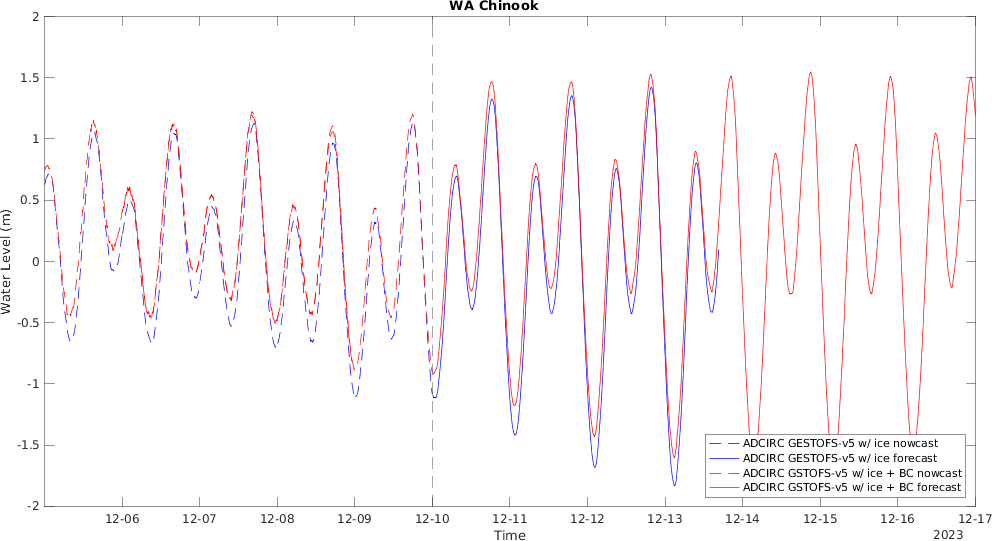 WA Chinook
2
1.5
1
0.5
0
-0.5
-1
-1.5
-2
Water Level (m)
12-06 12-07 12-08 12-09 12-10 12-11 12-12 12-13 12-14 12-15 12-16 12-17
Time
2023
ADCIRC GESTOFS-v5 w/ ice nowcast
ADCIRC GESTOFS-v5 w/ ice forecast
ADCIRC GSTOFS-v5 w/ ice + BC nowcast
ADCIRC GSTOFS-v5 w/ ice + BC forecast